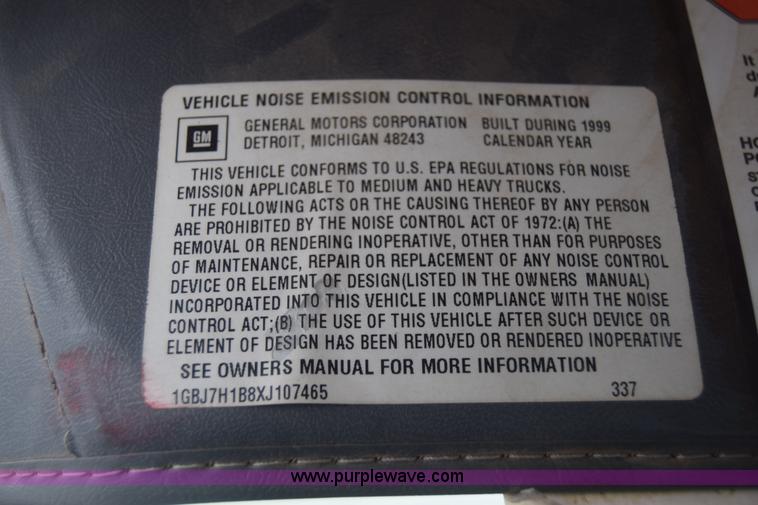 VEHICLE NOISE EMISSION CONTROL INFORMATION
GM
GENERAL MOTORS CORPORATION BUILT DURING 1999
DETROIT, MICHIGAN 48243 CALENDAR YEAR
THIS VEHICLE CONFORMS TO U.S. EPA REGULATIONS FOR NOISE
EMISSION APPLICABLE TO MEDIUM AND HEAVY TRUCKS.
THE FOLLOWING ACTS OR THE CAUSING THEREOF BY ANY PERSON
ARE PROHIBITED BY THE NOISE CONTROL ACT OF 1972:(A) THE
REMOVAL OR RENDERING INOPERATIVE, OTHER THAN FOR PURPOSES
OF MAINTENANCE, REPAIR OR REPLACEMENT OF ANY NOISE CONTROL
DEVICE OR ELEMENT OF DESIGN(LISTED IN THE OWNERS MANUAL)
INCORPORATED INTO THIS VEHICLE IN COMPLIANCE WITH THE NOISE
CONTROL ACT;(B) THE USE OF THIS VEHICLE AFTER SUCH DEVICE OR
ELEMENT OF DESIGN HAS BEEN REMOVED OR RENDERED INOPERATIVE
SEE OWNERS MANUAL FOR MORE INFORMATION
1GBJ7H1B8XJ107465 337
It
www.purplewave.com